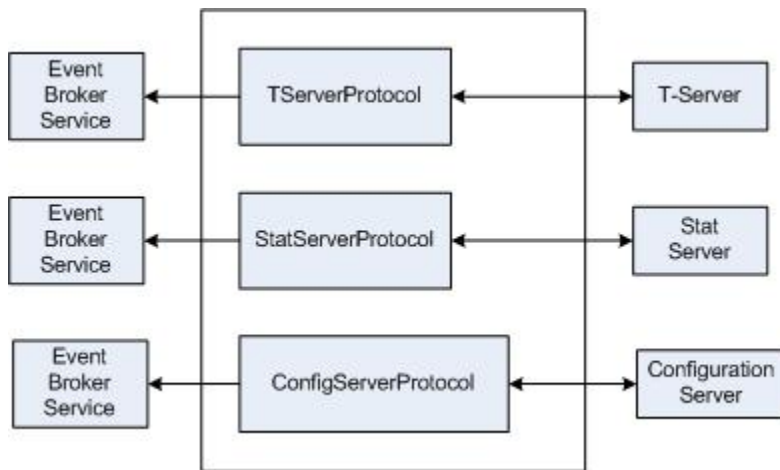 Event
Broker
Service
TServerProtocol
T-Server
Event
Broker
Service
StatServerProtocol
Stat
Server
Event
Broker
Service
ConfigServerProtocol
Configuration
Server